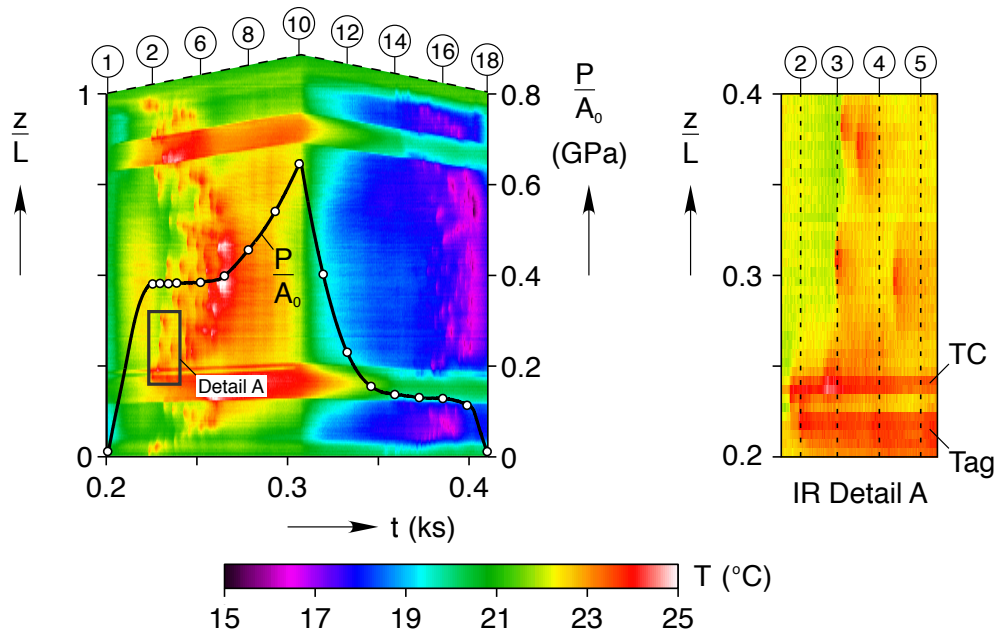 1 2 6 8 10 12 14 16 18
2 3 4 5
z/L
1
0
0.8
0.6
0.4
0.2
0
P/A₀
(GPa)
P/A₀
Detail A
0.2 0.3 0.4
t (ks)
z/L
0.4
0.3
0.2
TC
Tag
IR Detail A
T (°C)
15 17 19 21 23 25